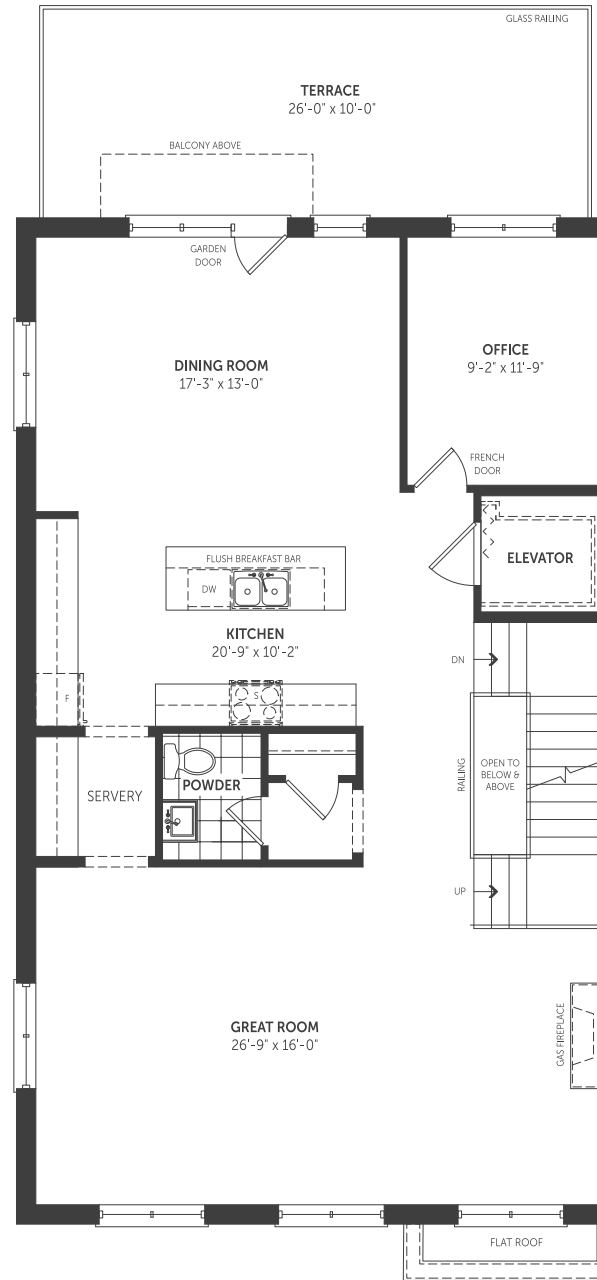 GLASS RAILING
TERRACE
26'-0" x 10'-0"
BALCONY ABOVE
GARDEN
DOOR
OFFICE
9'-2" x 11'-9"
DINING ROOM
17'-3" x 13'-0"
FRENCH
DOOR
ELEVATOR
FLUSH BREAKFAST BAR
DW
KITCHEN
20'-9" x 10'-2"
DN
F
S
RAILING
OPEN TO
BELOW &
ABOVE
POWDER
SERVERY
UP
GREAT ROOM
26'-9" x 16'-0"
GAS FIREPLACE
FLAT ROOF